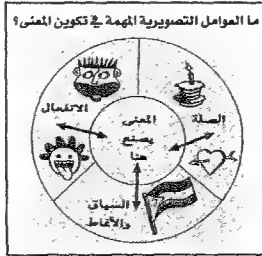 ما العوامل التصويرية المهمة في تكوين المعنى؟
الصلة
الانفعال
المعنى
يصنع
هنا
السياق
والأنماط